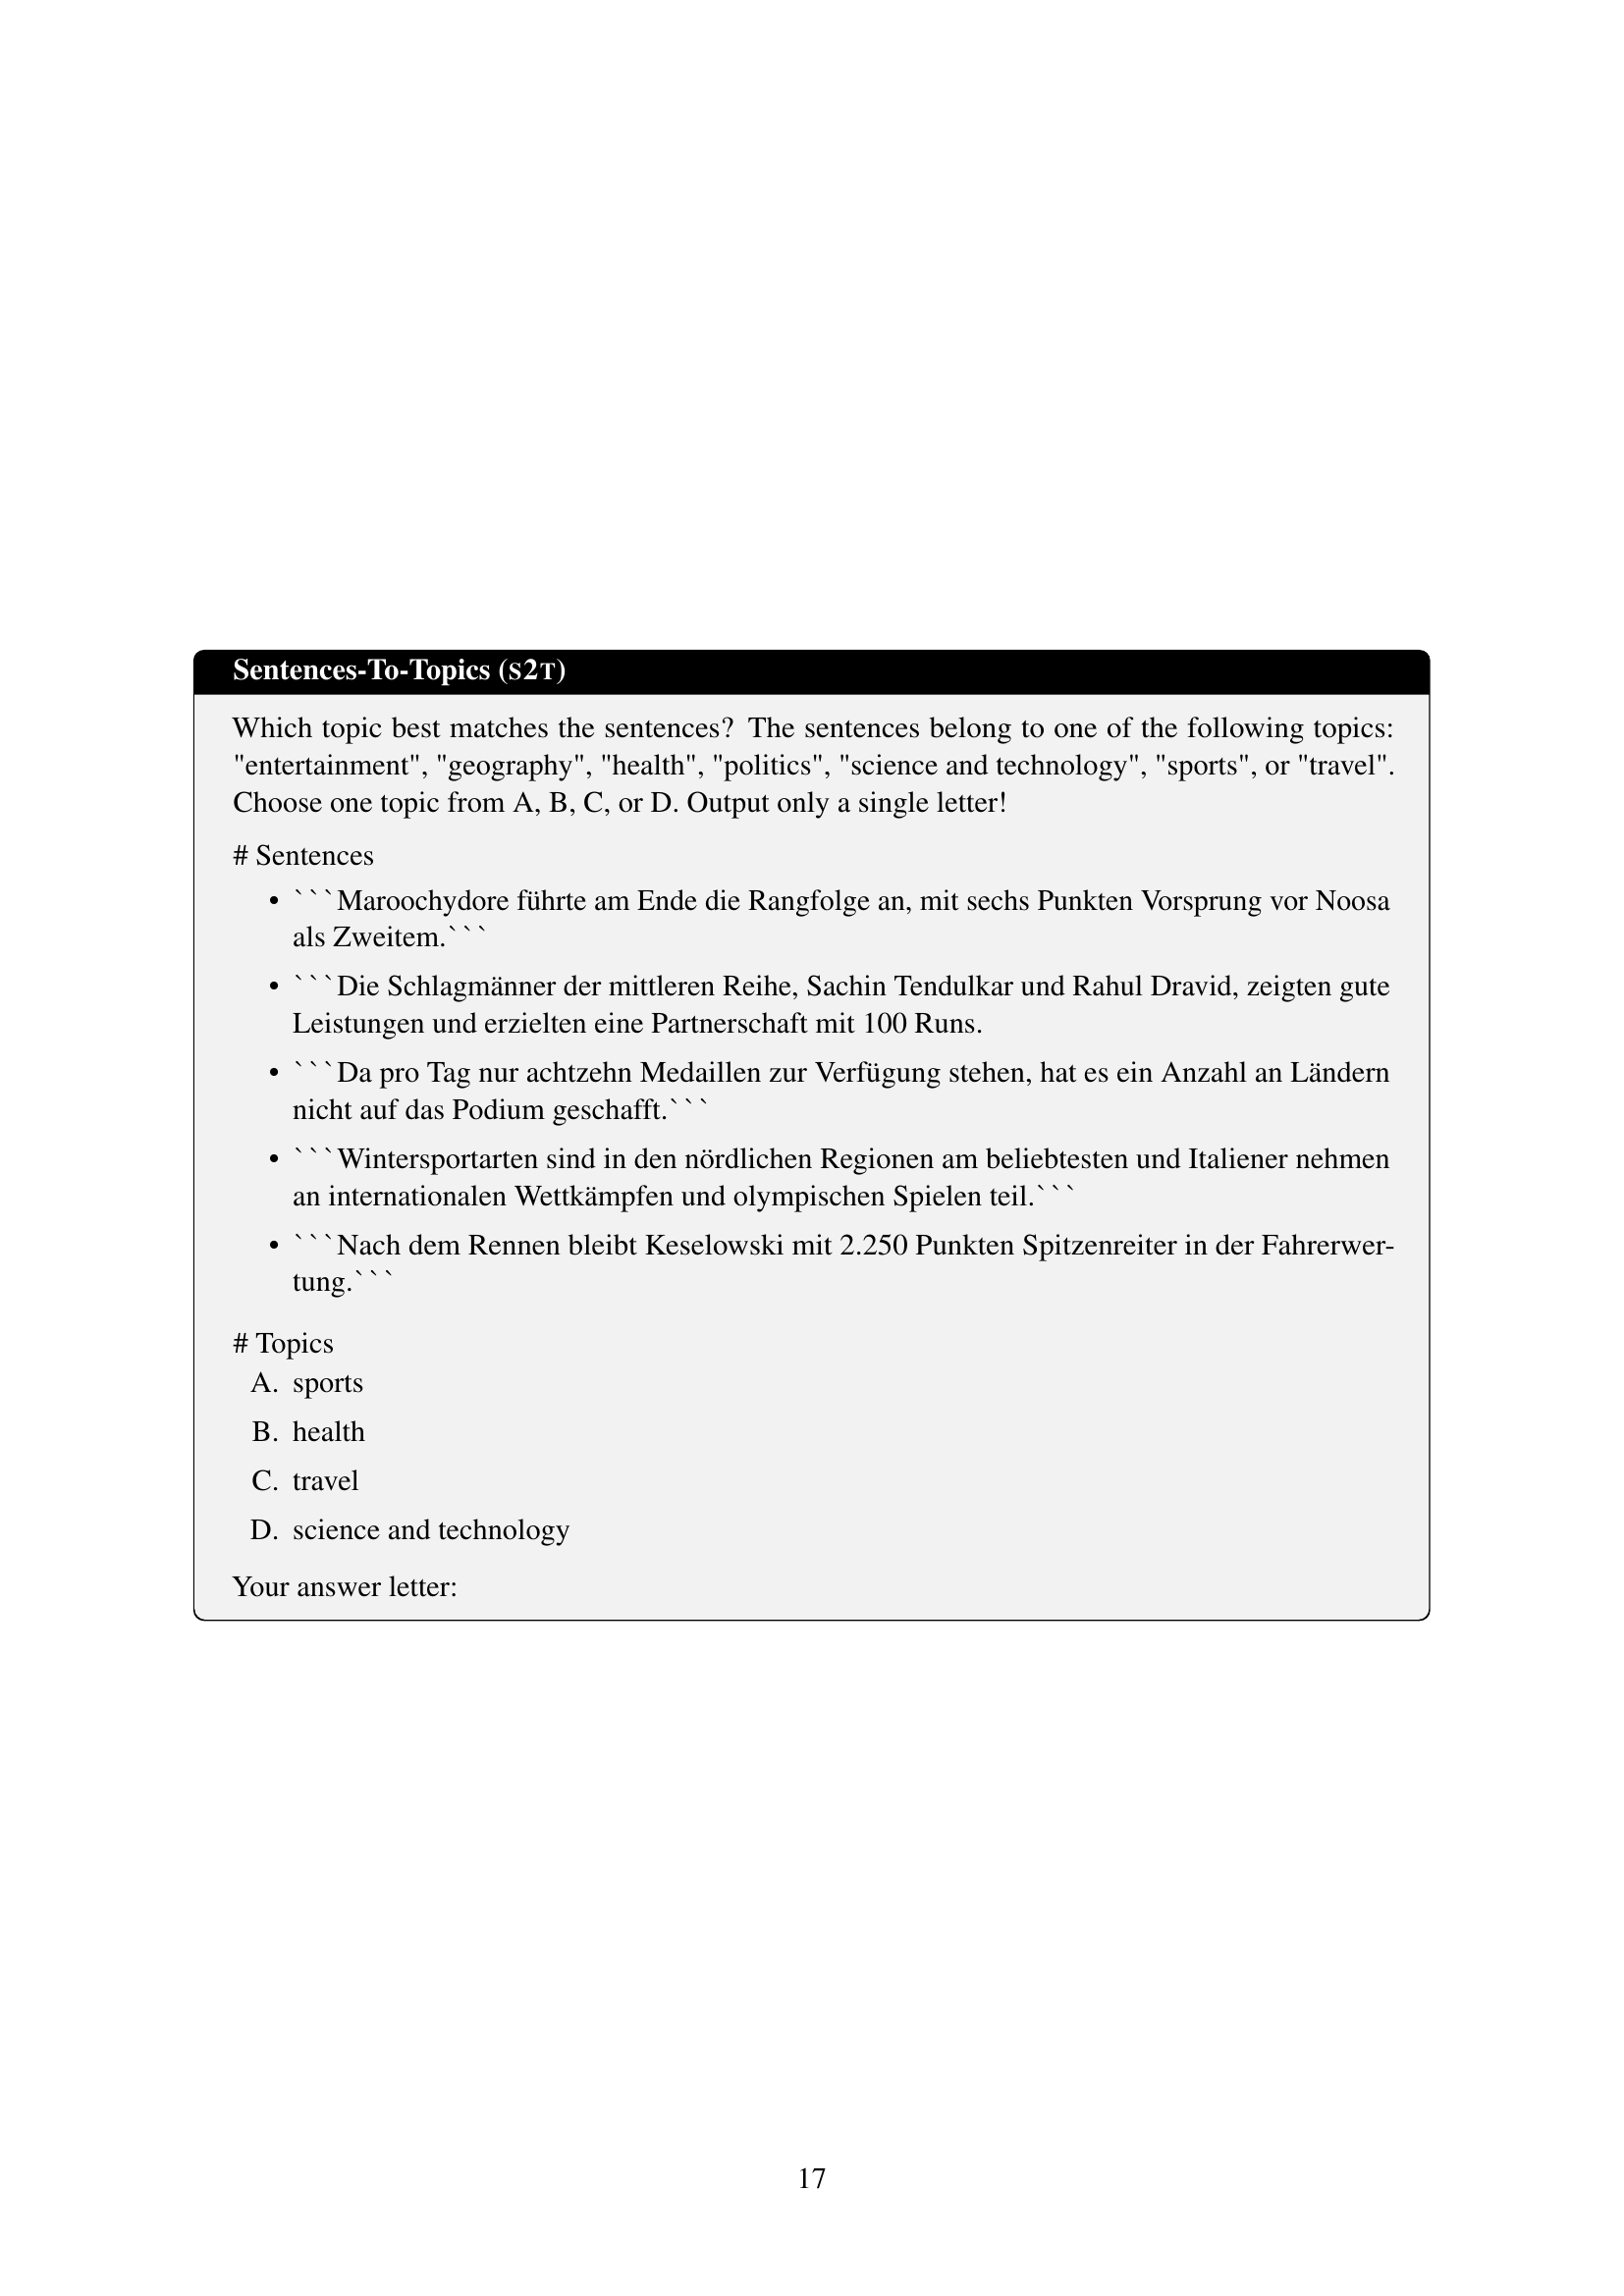 Sentences-To-Topics (S2T)
Which topic best matches the sentences? The sentences belong to one of the following topics:
"entertainment", "geography", "health", "politics", "science and technology", "sports", or "travel".
Choose one topic from A, B, C, or D. Output only a single letter!
# Sentences
• ```Maroochydore führte am Ende die Rangfolge an, mit sechs Punkten Vorsprung vor Noosa
als Zweitem.```
• ```Die Schlagmänner der mittleren Reihe, Sachin Tendulkar und Rahul Dravid, zeigten gute
Leistungen und erzielten eine Partnerschaft mit 100 Runs.
• ```Da pro Tag nur achtzehn Medaillen zur Verfügung stehen, hat es ein Anzahl an Ländern
nicht auf das Podium geschafft.```
• ```Wintersportarten sind in den nördlichen Regionen am beliebtesten und Italiener nehmen
an internationalen Wettkämpfen und olympischen Spielen teil.```
• ```Nach dem Rennen bleibt Keselowski mit 2.250 Punkten Spitzenreiter in der Fahrerwer-
tung.```
# Topics
A. sports
B. health
C. travel
D. science and technology
Your answer letter:
17